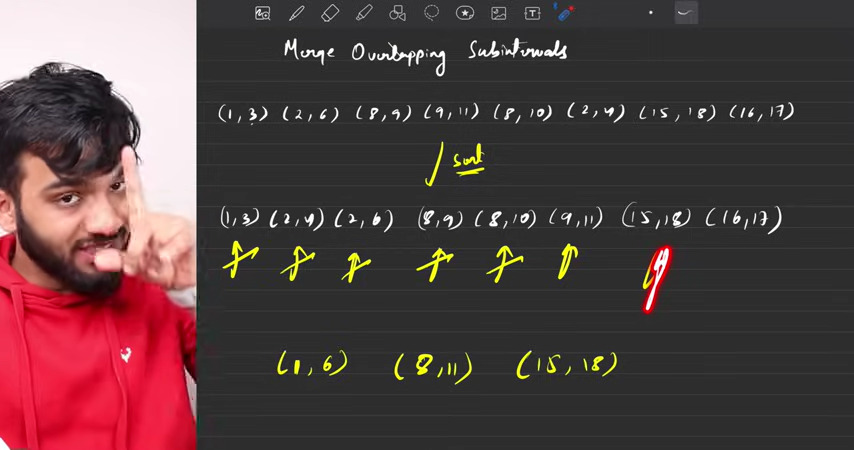 Merge Overlapping Subintervals
(1,3) (2,6) (8,9) (9,11) (8,10) (2,4) (15,18) (16,17)
sort
(1,3) (2,4) (2,6) (8,9) (8,10) (9,11) (15,18) (16,17)
(1,6) (8,11) (15,18)